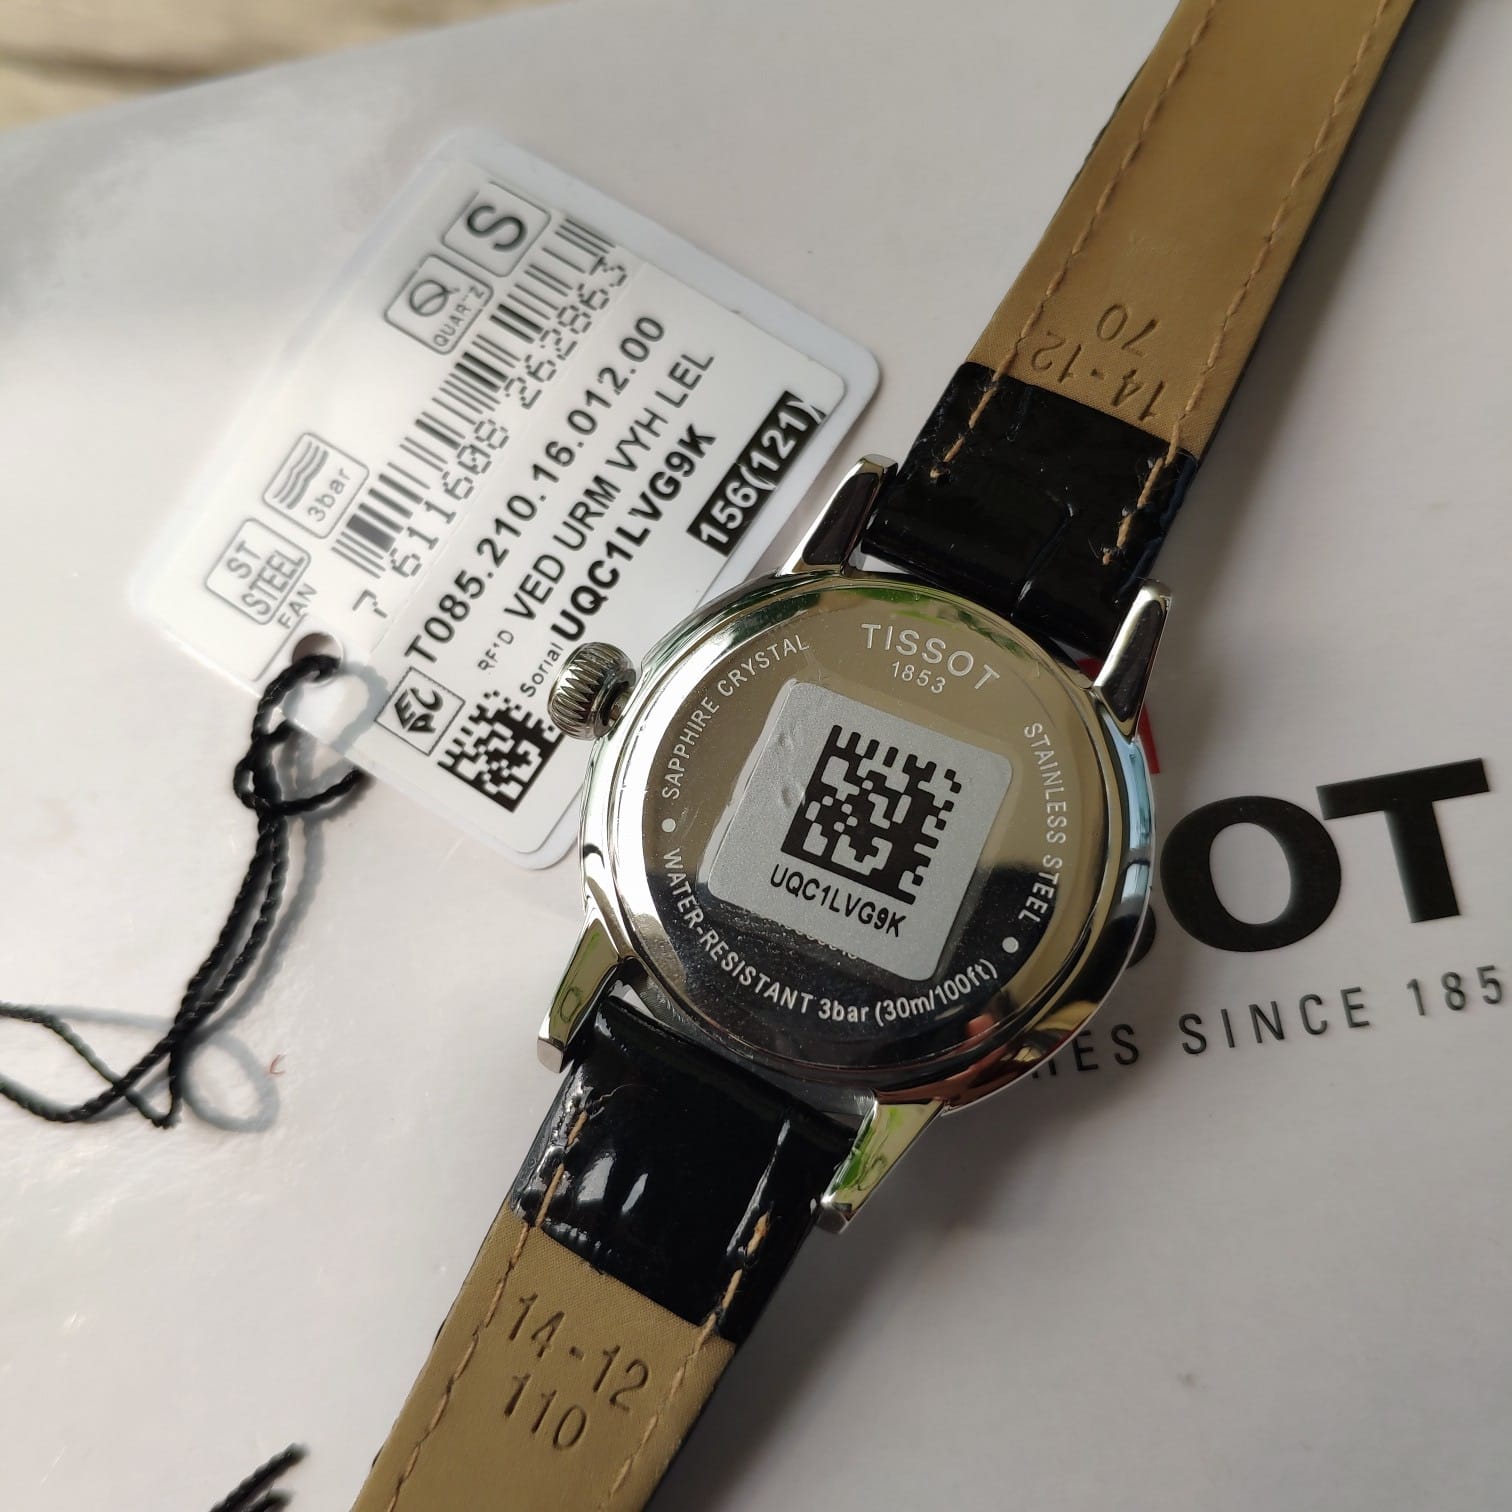 S
QUARTZ
3bar
ST
STEEL
FAN
7 611608 262863
T085.210.16.012.00
VED URM VYH LEL
Serial UQC1LVG9K
156(121)
TISSOT
1853
SAPPHIRE CRYSTAL
STAINLESS STEEL
WATER-RESISTANT 3bar (30m/100ft)
UQC1LVG9K
14-12
70
14-12
110
SOT
SINCE 185